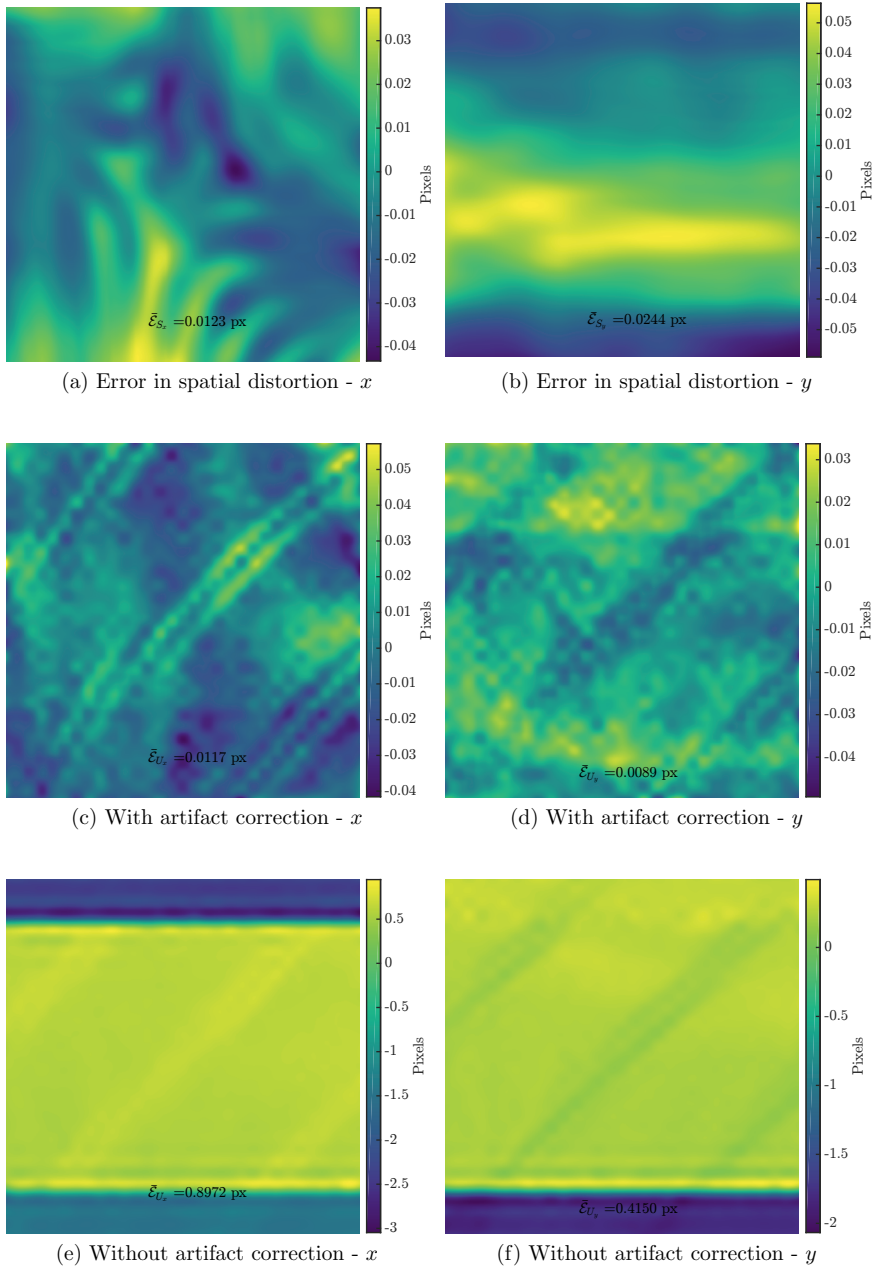 0.03
0.02
0.01
0
-0.01
-0.02
-0.03
-0.04
Pixels
ℰ̄_{S_x} =0.0123 px
0.05
0.04
0.03
0.02
0.01
0
-0.01
-0.02
-0.03
-0.04
-0.05
Pixels
ℰ̄_{S_y} =0.0244 px
(a) Error in spatial distortion - x
(b) Error in spatial distortion - y
0.05
0.04
0.03
0.02
0.01
0
-0.01
-0.02
-0.03
-0.04
Pixels
ℰ̄_{U_x} =0.0117 px
0.03
0.02
0.01
0
-0.01
-0.02
-0.03
-0.04
Pixels
ℰ̄_{U_y} =0.0089 px
(c) With artifact correction - x
(d) With artifact correction - y
0.5
0
-0.5
-1
-1.5
-2
-2.5
-3
Pixels
ℰ̄_{U_x} =0.8972 px
0
-0.5
-1
-1.5
-2
Pixels
ℰ̄_{U_y} =0.4150 px
(e) Without artifact correction - x
(f) Without artifact correction - y